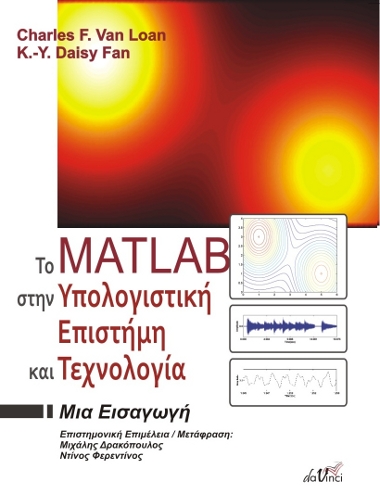 Charles F. Van Loan
K.-Y. Daisy Fan
Το MATLAB
στην Υπολογιστική
Επιστήμη
και Τεχνολογία
Μια Εισαγωγή
Επιστημονική Επιμέλεια / Μετάφραση:
Μιχάλης Δρακόπουλος
Ντίνος Φερεντίνος
daVinci